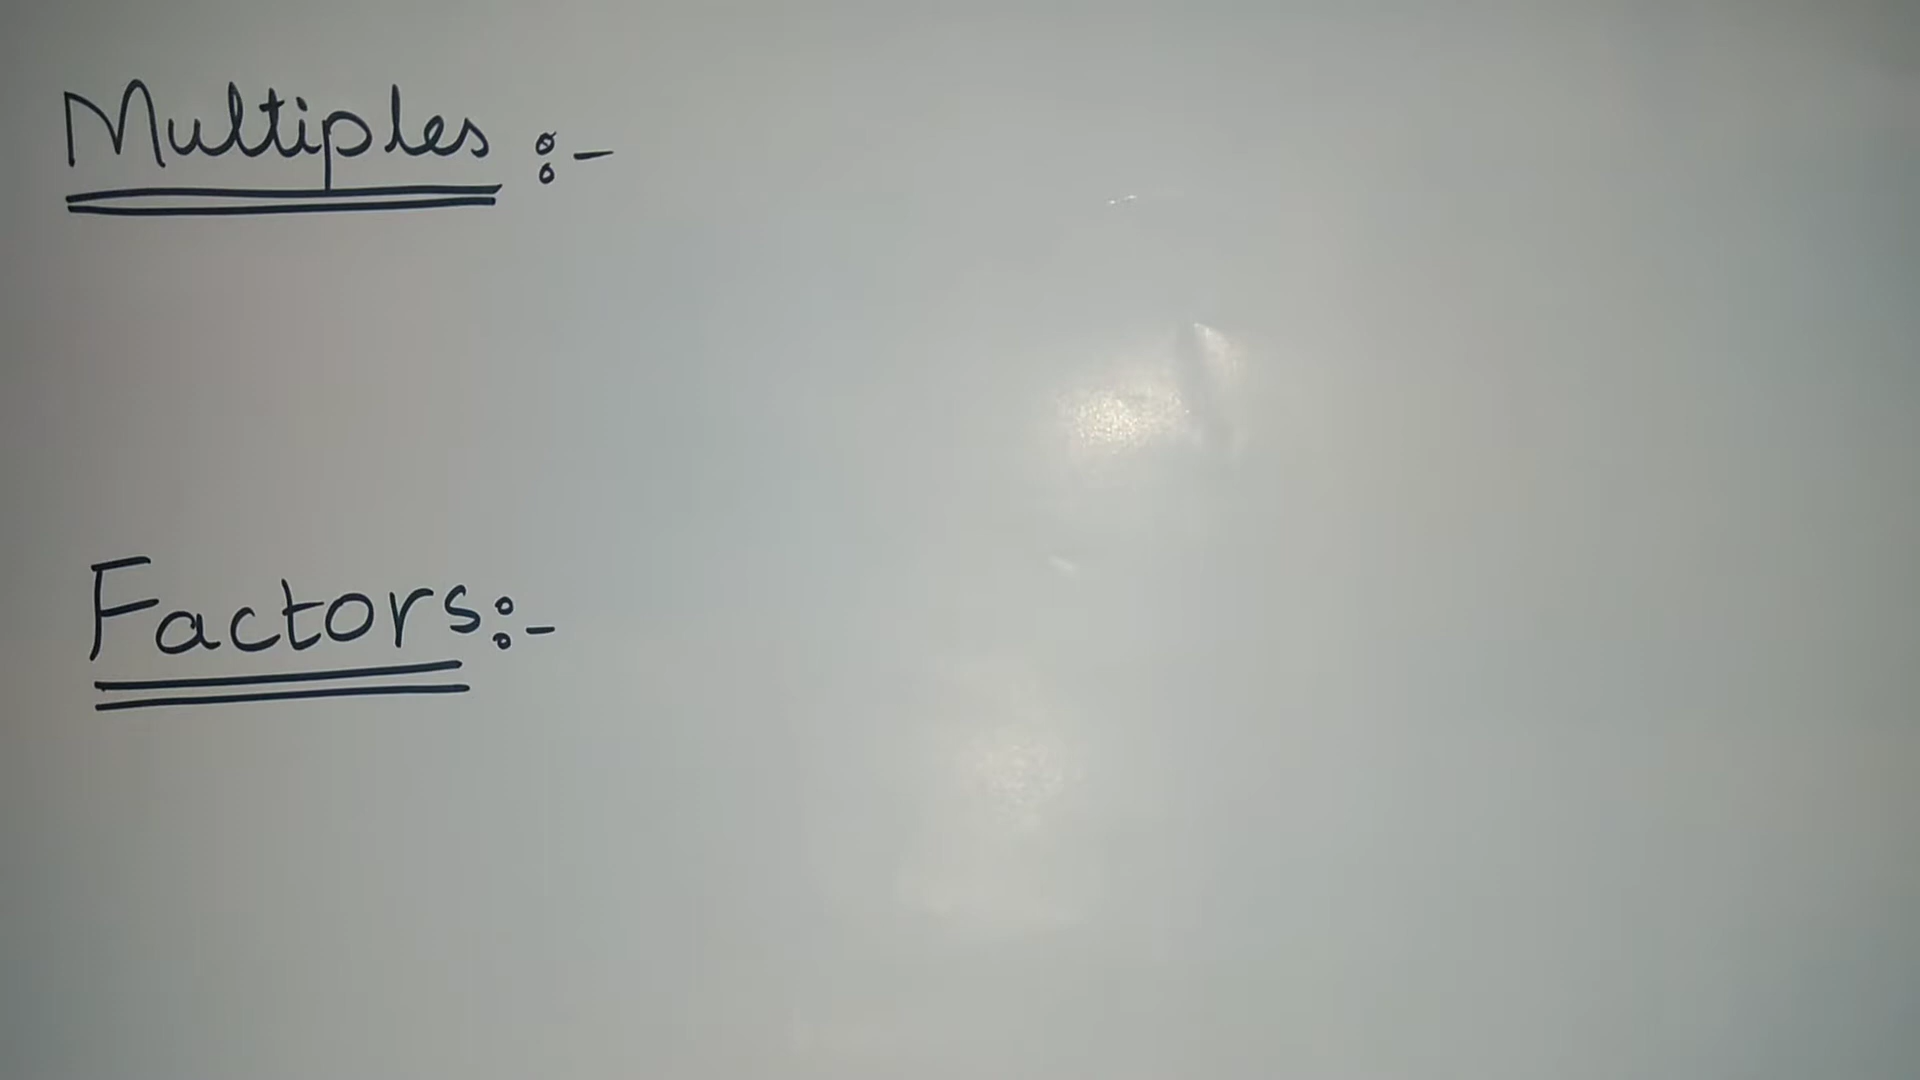 Multiples :-
Factors :-